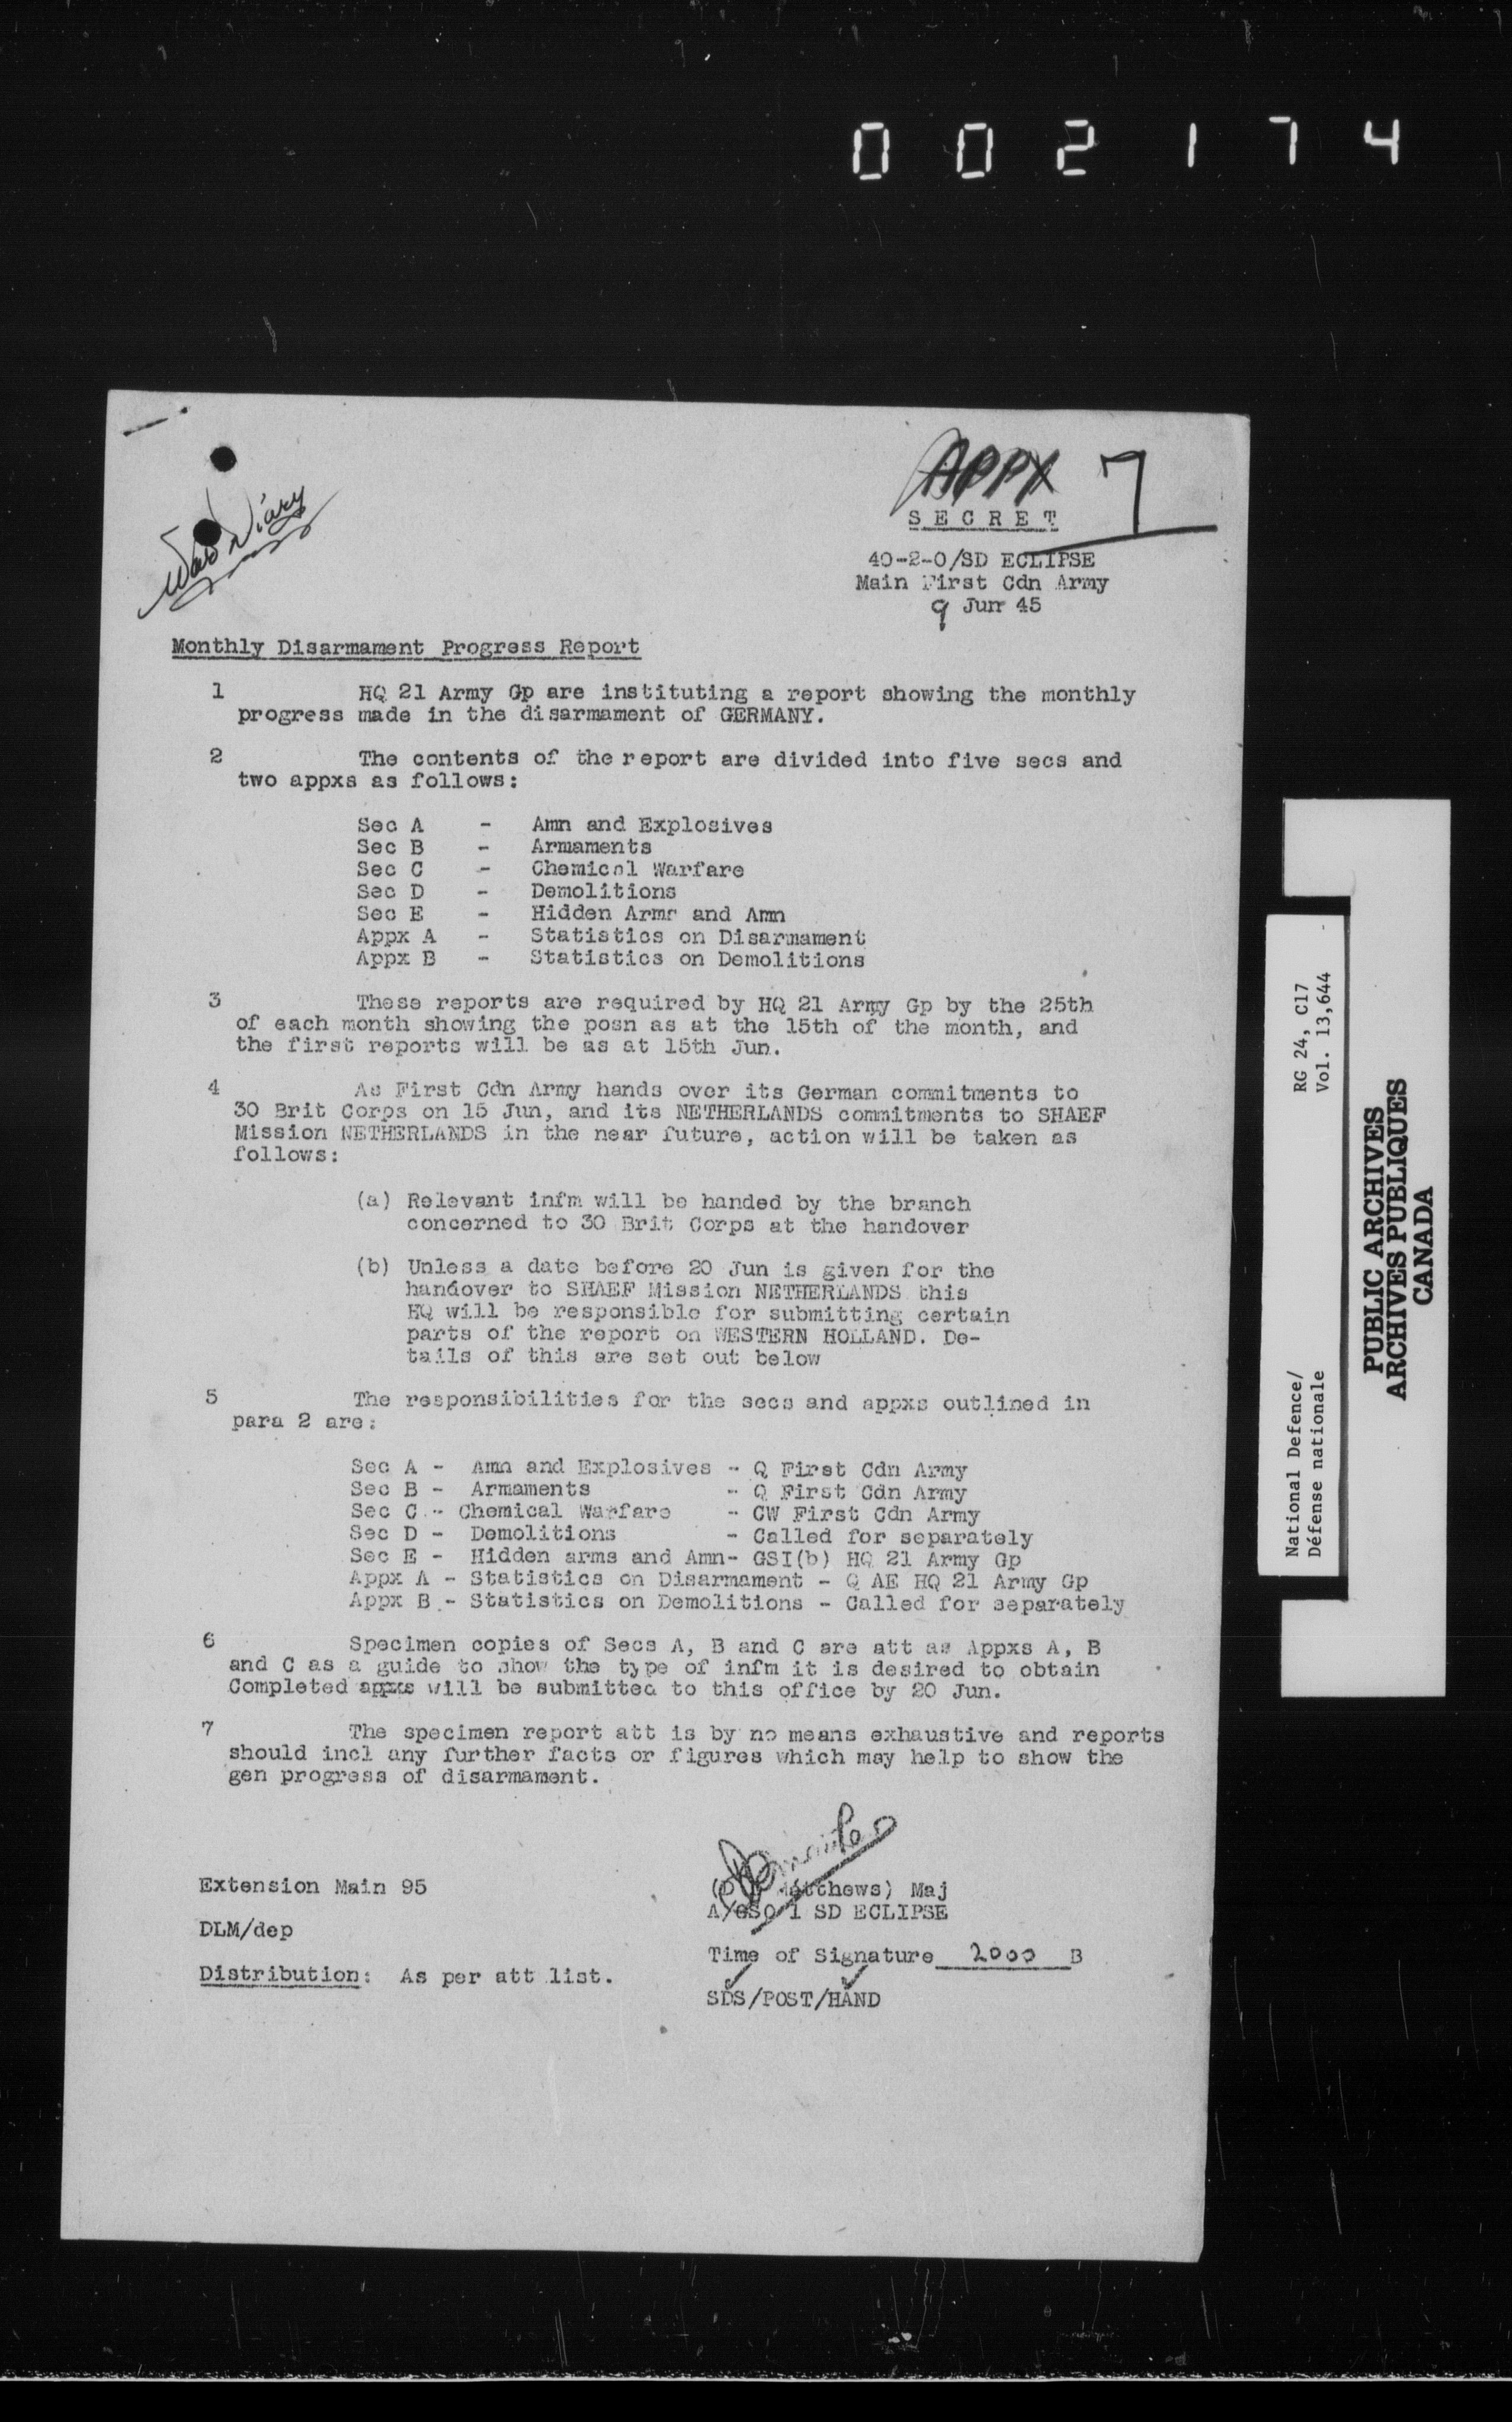 002174
War Diary
APPX 7
SECRET
40-2-0/SD ECLIPSE
Main First Cdn Army
9 Jun 45
Monthly Disarmament Progress Report
1 HQ 21 Army Gp are instituting a report showing the monthly
progress made in the disarmament of GERMANY.
2 The contents of the report are divided into five secs and
two appxs as follows:
Sec A - Amn and Explosives
Sec B - Armaments
Sec C - Chemical Warfare
Sec D - Demolitions
Sec E - Hidden Arms and Amn
Appx A - Statistics on Disarmament
Appx B - Statistics on Demolitions
3 These reports are required by HQ 21 Army Gp by the 25th
of each month showing the posn as at the 15th of the month, and
the first reports will be as at 15th Jun.
4 As First Cdn Army hands over its German commitments to
30 Brit Corps on 15 Jun, and its NETHERLANDS commitments to SHAEF
Mission NETHERLANDS in the near future, action will be taken as
follows:
(a) Relevant infm will be handed by the branch
concerned to 30 Brit Corps at the handover
(b) Unless a date before 20 Jun is given for the
handover to SHAEF Mission NETHERLANDS this
HQ will be responsible for submitting certain
parts of the report on WESTERN HOLLAND. De-
tails of this are set out below
5 The responsibilities for the secs and appxs outlined in
para 2 are:
Sec A - Amn and Explosives - Q First Cdn Army
Sec B - Armaments - Q First Cdn Army
Sec C - Chemical Warfare - CW First Cdn Army
Sec D - Demolitions - Called for separately
Sec E - Hidden arms and Amn- GSI(b) HQ 21 Army Gp
Appx A - Statistics on Disarmament - Q AE HQ 21 Army Gp
Appx B - Statistics on Demolitions - Called for separately
6 Specimen copies of Secs A, B and C are att as Appxs A, B
and C as a guide to show the type of infm it is desired to obtain
Completed appxs will be submitted to this office by 20 Jun.
7 The specimen report att is by no means exhaustive and reports
should incl any further facts or figures which may help to show the
gen progress of disarmament.
Extension Main 95
(D Matthews) Maj
A/GSO 1 SD ECLIPSE
DLM/dep
Time of Signature 2000 B
Distribution: As per att list.
SDS/POST/HAND
National Defence/
Défense nationale
RG 24, C17
Vol. 13,644
PUBLIC ARCHIVES
ARCHIVES PUBLIQUES
CANADA